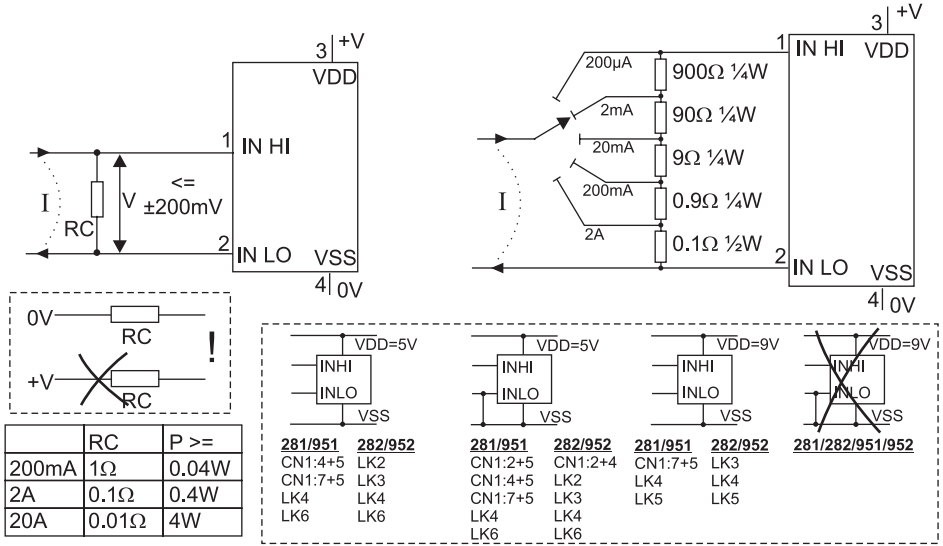 3 +V
VDD
1 IN HI
I
RC
V
<=
±200mV
2 IN LO
VSS
4 0V
3 +V
1 IN HI
VDD
200µA
2mA
20mA
200mA
2A
I
900Ω ¼W
90Ω ¼W
9Ω ¼W
0.9Ω ¼W
0.1Ω ½W
2 IN LO
VSS
4 0V
0V
RC
+V
RC
!
RC P >=
200mA 1Ω 0.04W
2A 0.1Ω 0.4W
20A 0.01Ω 4W
VDD=5V
INHI
INLO
VSS
281/951 282/952
CN1:4+5 LK2
CN1:7+5 LK3
LK4 LK4
LK6 LK6
VDD=5V
INHI
INLO
VSS
281/951 282/952
CN1:2+5 CN1:2+4
CN1:4+5 LK2
CN1:7+5 LK3
LK4 LK4
LK6 LK6
VDD=9V
INHI
INLO
VSS
281/951 282/952
CN1:7+5 LK3
LK4 LK4
LK5 LK5
VDD=9V
INHI
INLO
VSS
281/282/951/952